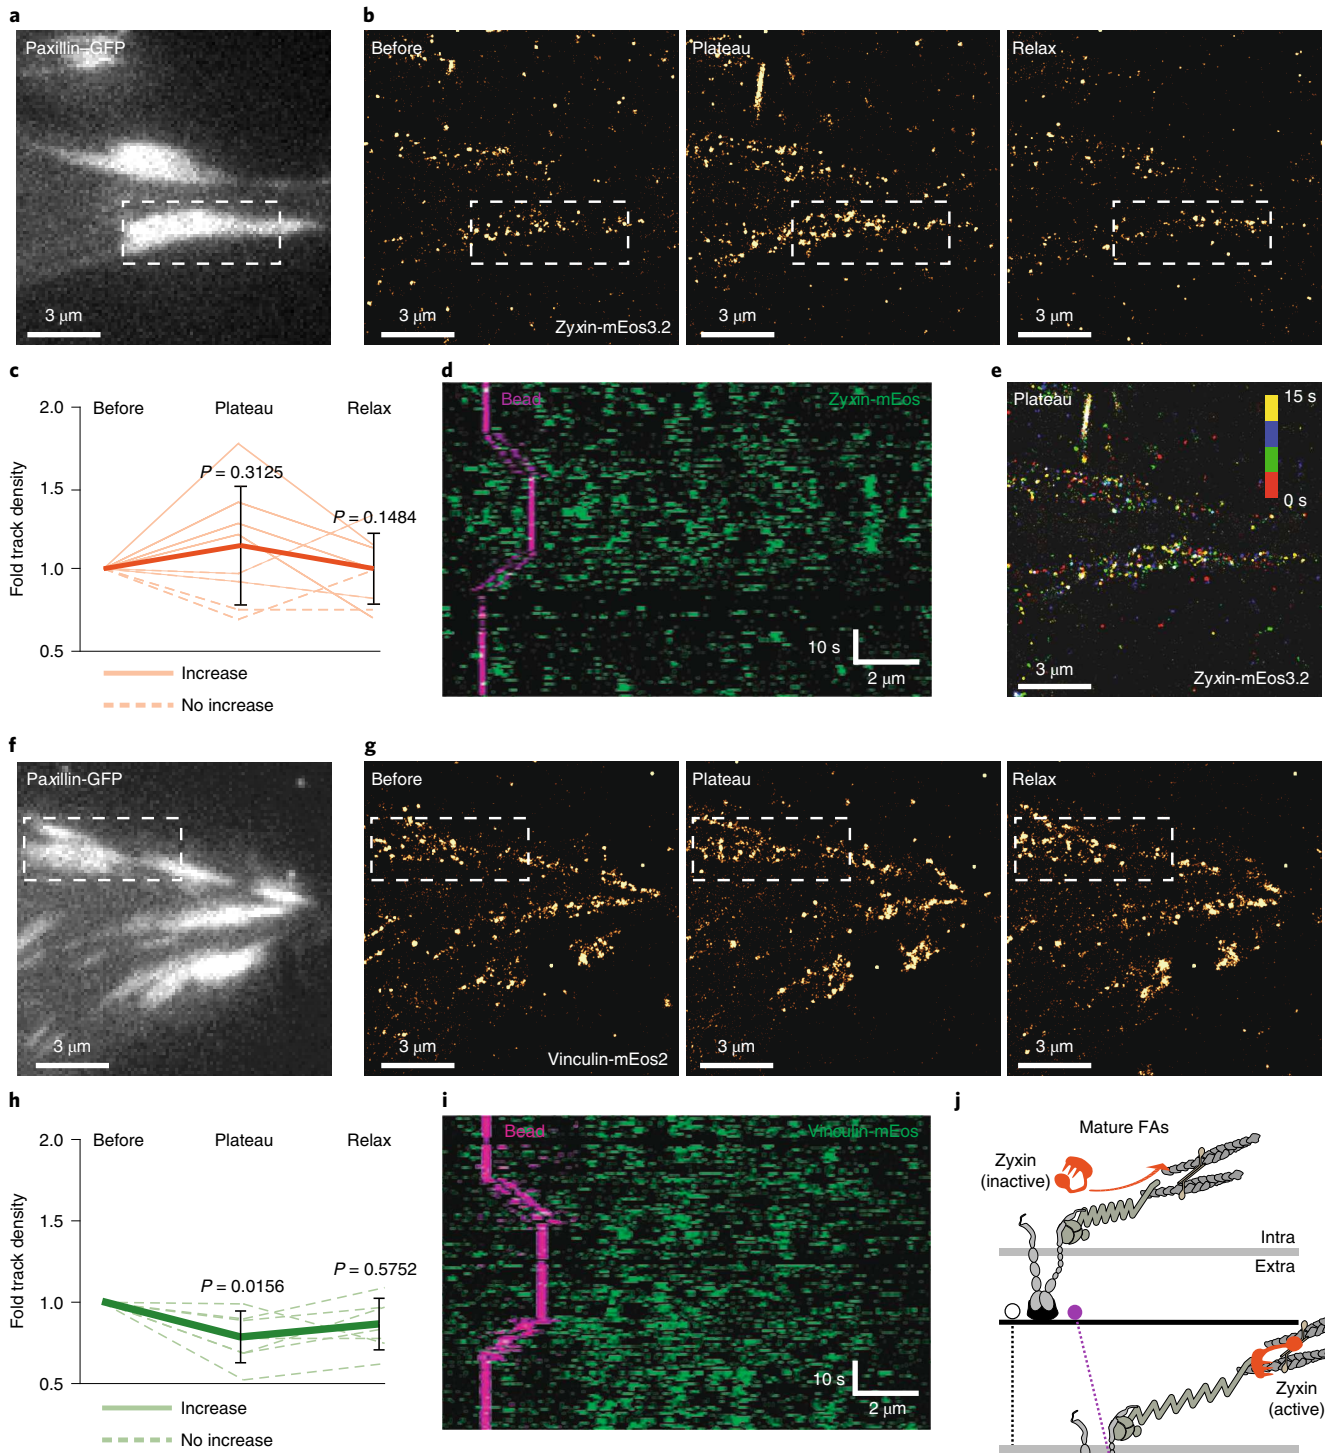 a
Paxillin–GFP
3 μm
b
Before
Plateau
Relax
3 μm
Zyxin-mEos3.2
3 μm
3 μm
c
2.0
Before
Plateau
Relax
1.5
P = 0.3125
P = 0.1484
1.0
0.5
Fold track density
Increase
No increase
d
Bead
Zyxin-mEos
10 s
2 μm
e
Plateau
15 s
0 s
3 μm
Zyxin-mEos3.2
f
Paxillin-GFP
3 μm
g
Before
Plateau
Relax
3 μm
Vinculin-mEos2
3 μm
3 μm
h
2.0
Before
Plateau
Relax
1.5
P = 0.0156
P = 0.5752
1.0
0.5
Fold track density
Increase
No increase
i
Bead
Vinculin-mEos
10 s
2 μm
j
Mature FAs
Zyxin
(inactive)
Intra
Extra
Zyxin
(active)